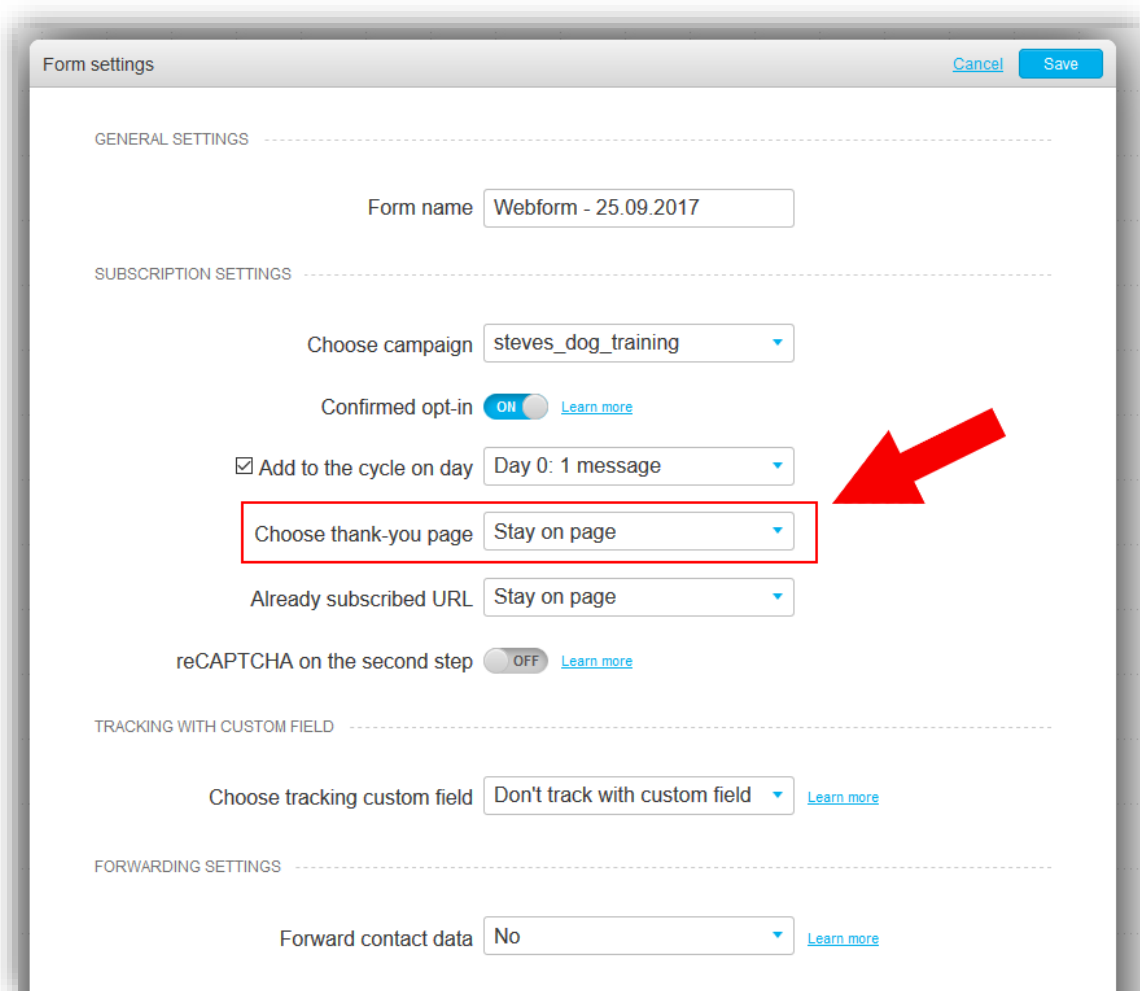 Form settings Cancel Save
GENERAL SETTINGS
Form name Webform - 25.09.2017
SUBSCRIPTION SETTINGS
Choose campaign steves_dog_training
Confirmed opt-in ON Learn more
Add to the cycle on day Day 0: 1 message
Choose thank-you page Stay on page
Already subscribed URL Stay on page
reCAPTCHA on the second step OFF Learn more
TRACKING WITH CUSTOM FIELD
Choose tracking custom field Don't track with custom field Learn more
FORWARDING SETTINGS
Forward contact data No Learn more